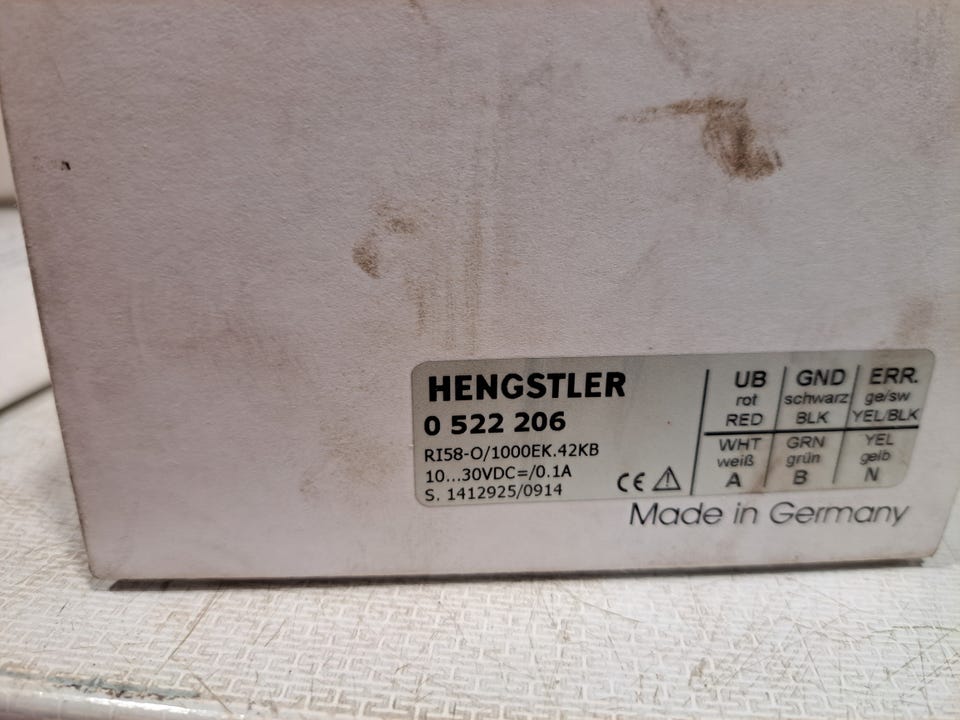 HENGSTLER
0 522 206
RI58-O/1000EK.42KB
10...30VDC=/0.1A
S. 1412925/0914
CE
UB GND ERR.
rot schwarz ge/sw
RED BLK YEL/BLK
WHT GRN YEL
weiß grün gelb
A B N
Made in Germany